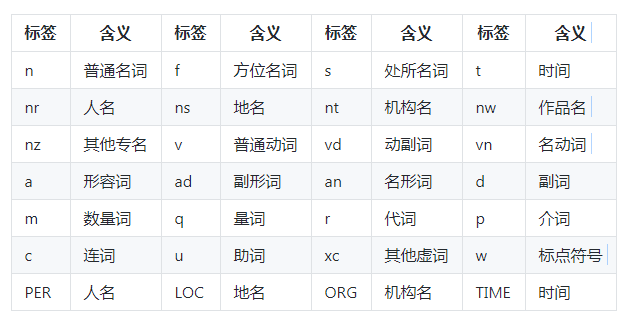 标签 含义 标签 含义 标签 含义 标签 含义
n 普通名词 f 方位名词 s 处所名词 t 时间
nr 人名 ns 地名 nt 机构名 nw 作品名
nz 其他专名 v 普通动词 vd 动副词 vn 名动词
a 形容词 ad 副形词 an 名形词 d 副词
m 数量词 q 量词 r 代词 p 介词
c 连词 u 助词 xc 其他虚词 w 标点符号
PER 人名 LOC 地名 ORG 机构名 TIME 时间